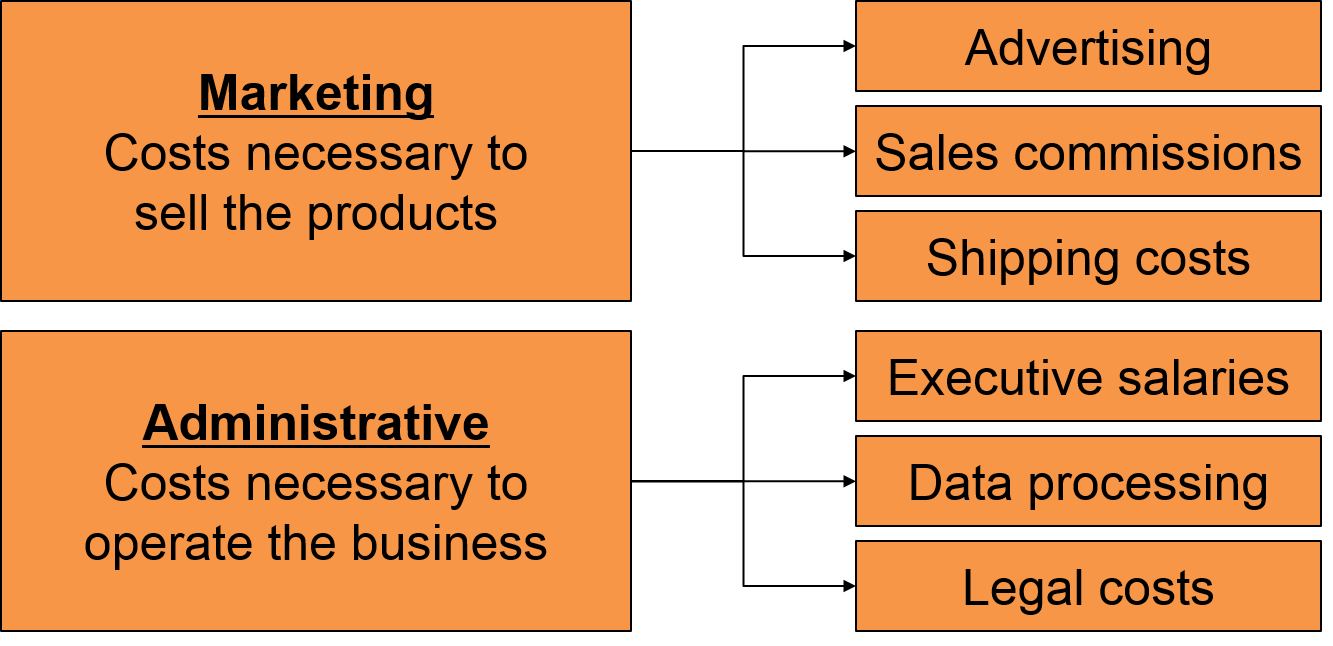 Marketing
Costs necessary to
sell the products
Advertising
Sales commissions
Shipping costs
Administrative
Costs necessary to
operate the business
Executive salaries
Data processing
Legal costs